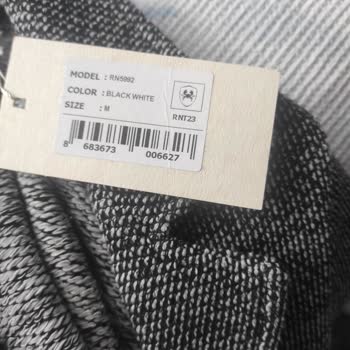 MODEL : RN5992
COLOR : BLACK WHITE
SIZE : M
RNT23
8 683673 006627